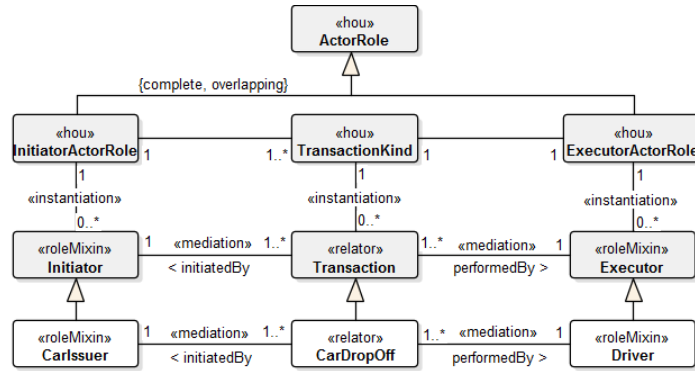 «hou»
ActorRole
{complete, overlapping}
«hou» «hou» «hou»
InitiatorActorRole TransactionKind ExecutorActorRole
1 1..* 1 1
1 1 1
«instantiation» «instantiation» «instantiation»
0..* 0..* 0..*
«roleMixin» 1 «mediation» 1..* «relator» 1..* «mediation» 1 «roleMixin»
Initiator < initiatedBy Transaction performedBy > Executor
«roleMixin» 1 «mediation» 1..* «relator» 1..* «mediation» 1 «roleMixin»
CarIssuer < initiatedBy CarDropOff performedBy > Driver